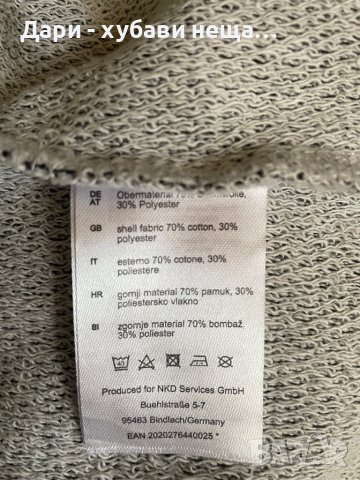 Дари - хубави неща...
DE Obermaterial 70%
AT 30% Polyester
GB shell fabric 70% cotton, 30%
polyester
IT esterno 70% cotone, 30%
poliestere
HR gornji material 70% pamuk, 30%
poliestersko vlakno
SI zgornje material 70% bombaž,
30% poliester
40
Produced for NKD Services GmbH
Buehlstraße 5-7
95463 Bindlach/Germany
EAN 2020276440025 *